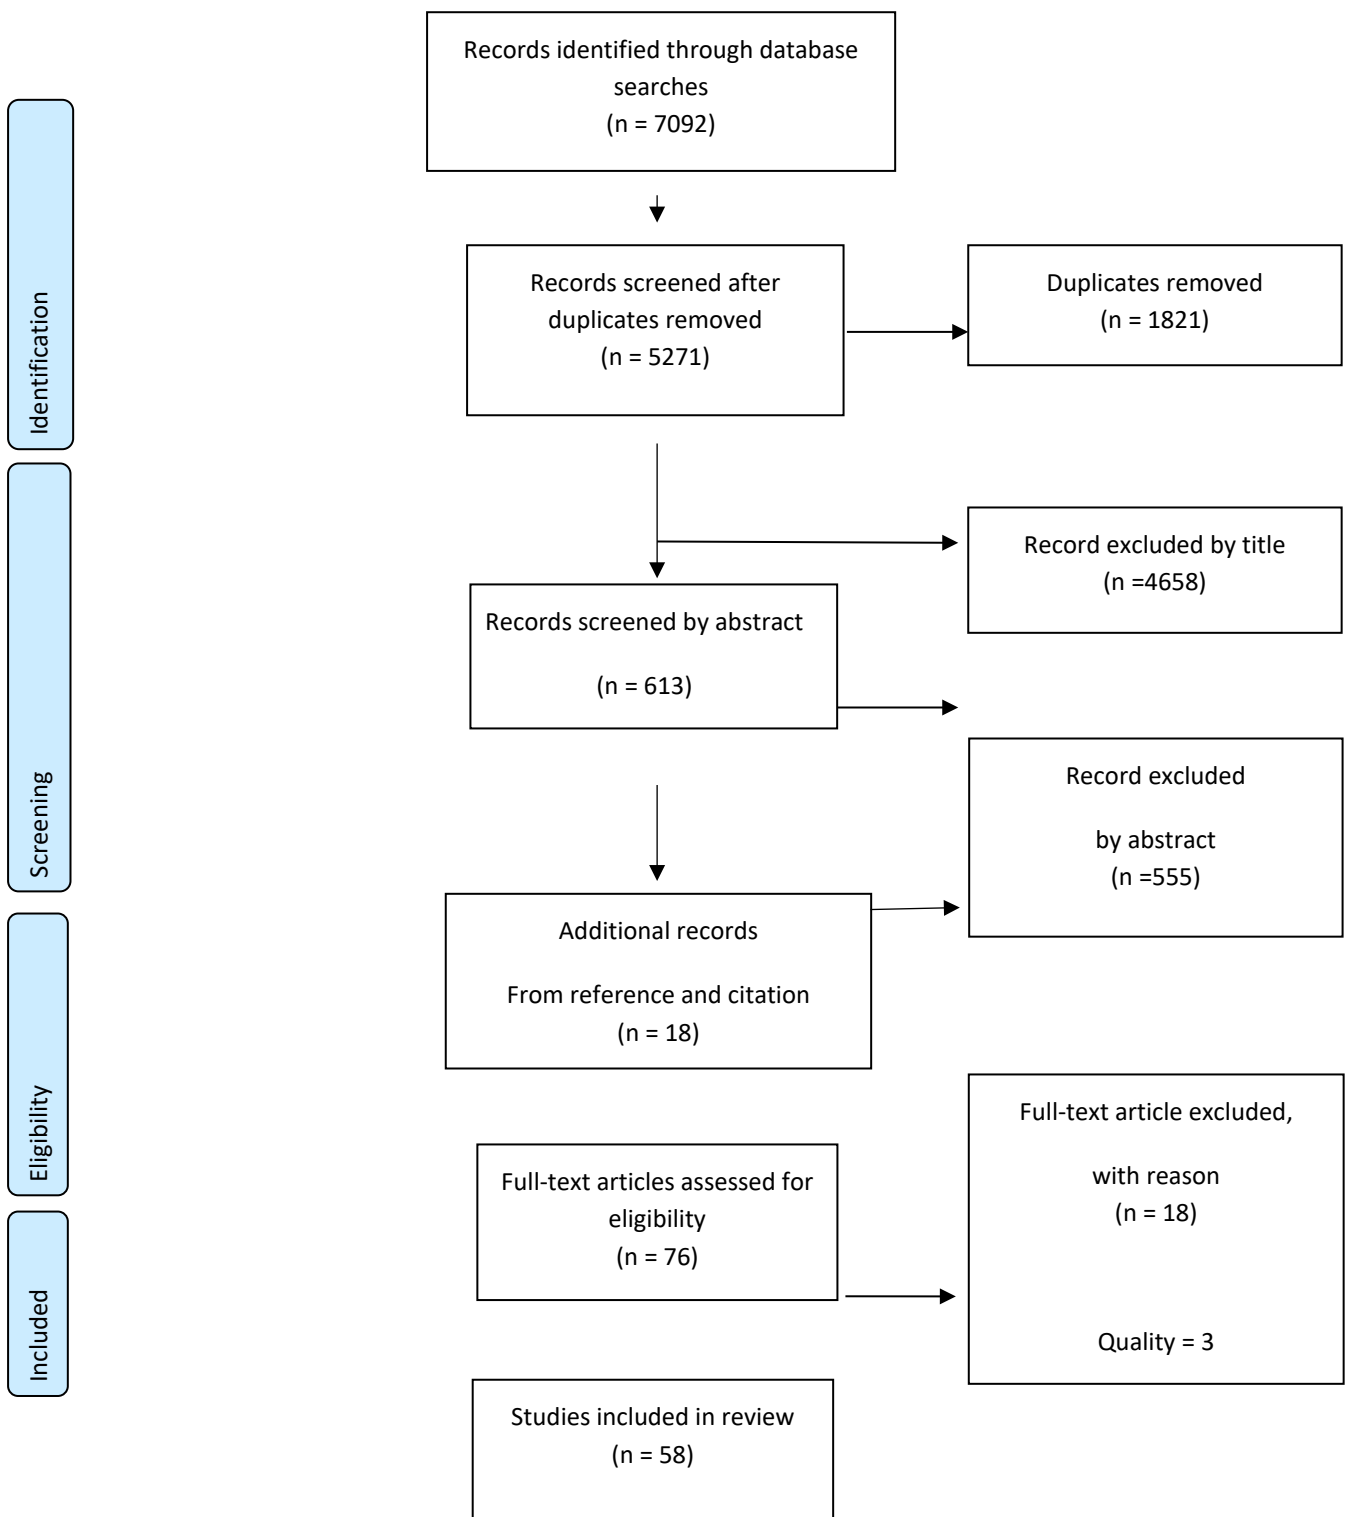 Records identified through database
searches
(n = 7092)
Identification
Records screened after
duplicates removed
(n = 5271)
Duplicates removed
(n = 1821)
Screening
Record excluded by title
(n =4658)
Records screened by abstract
(n = 613)
Record excluded
by abstract
(n =555)
Additional records
From reference and citation
(n = 18)
Eligibility
Full-text articles assessed for
eligibility
(n = 76)
Full-text article excluded,
with reason
(n = 18)
Quality = 3
Included
Studies included in review
(n = 58)